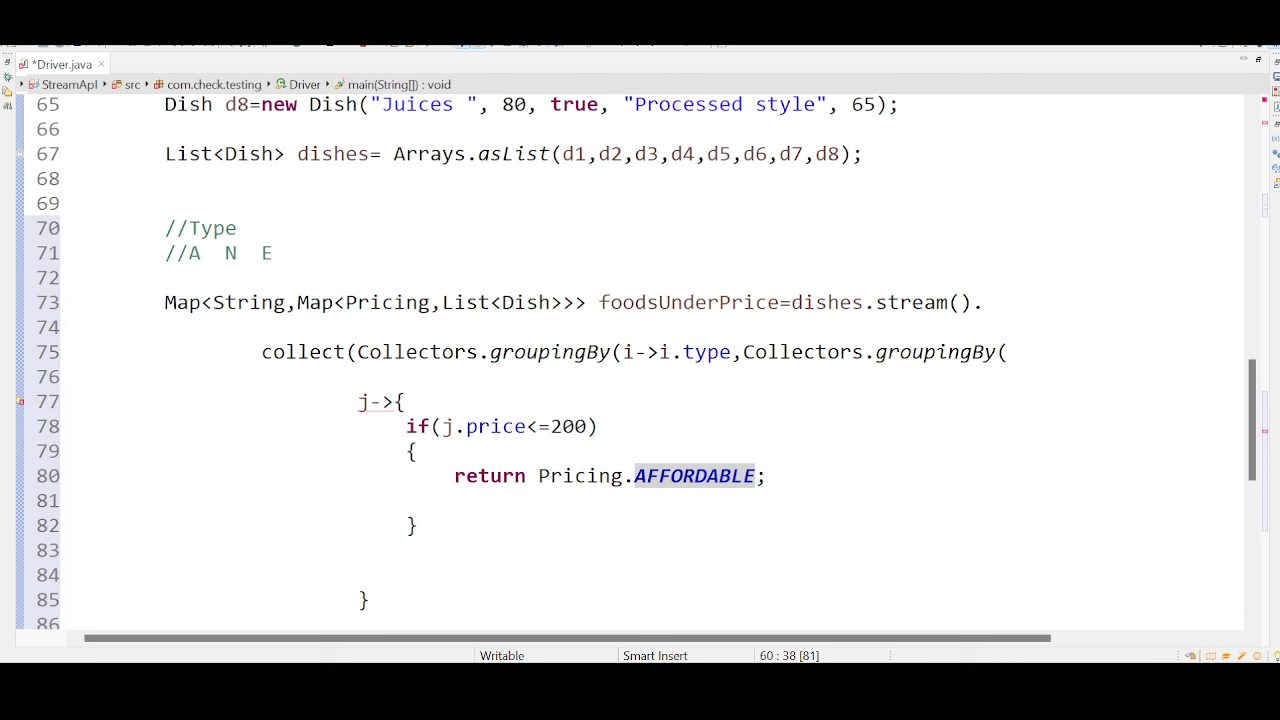 *Driver.java
StreamApI src com.check.testing Driver main(String[]) : void
65 Dish d8=new Dish("Juices ", 80, true, "Processed style", 65);
66
67 List<Dish> dishes= Arrays.asList(d1,d2,d3,d4,d5,d6,d7,d8);
68
69
70 //Type
71 //A N E
72
73 Map<String,Map<Pricing,List<Dish>>> foodsUnderPrice=dishes.stream().
74
75 collect(Collectors.groupingBy(i->i.type,Collectors.groupingBy(
76
77 j->{
78 if(j.price<=200)
79 {
80 return Pricing.AFFORDABLE;
81
82 }
83
84
85 }
86
Writable Smart Insert 60 : 38 [81]